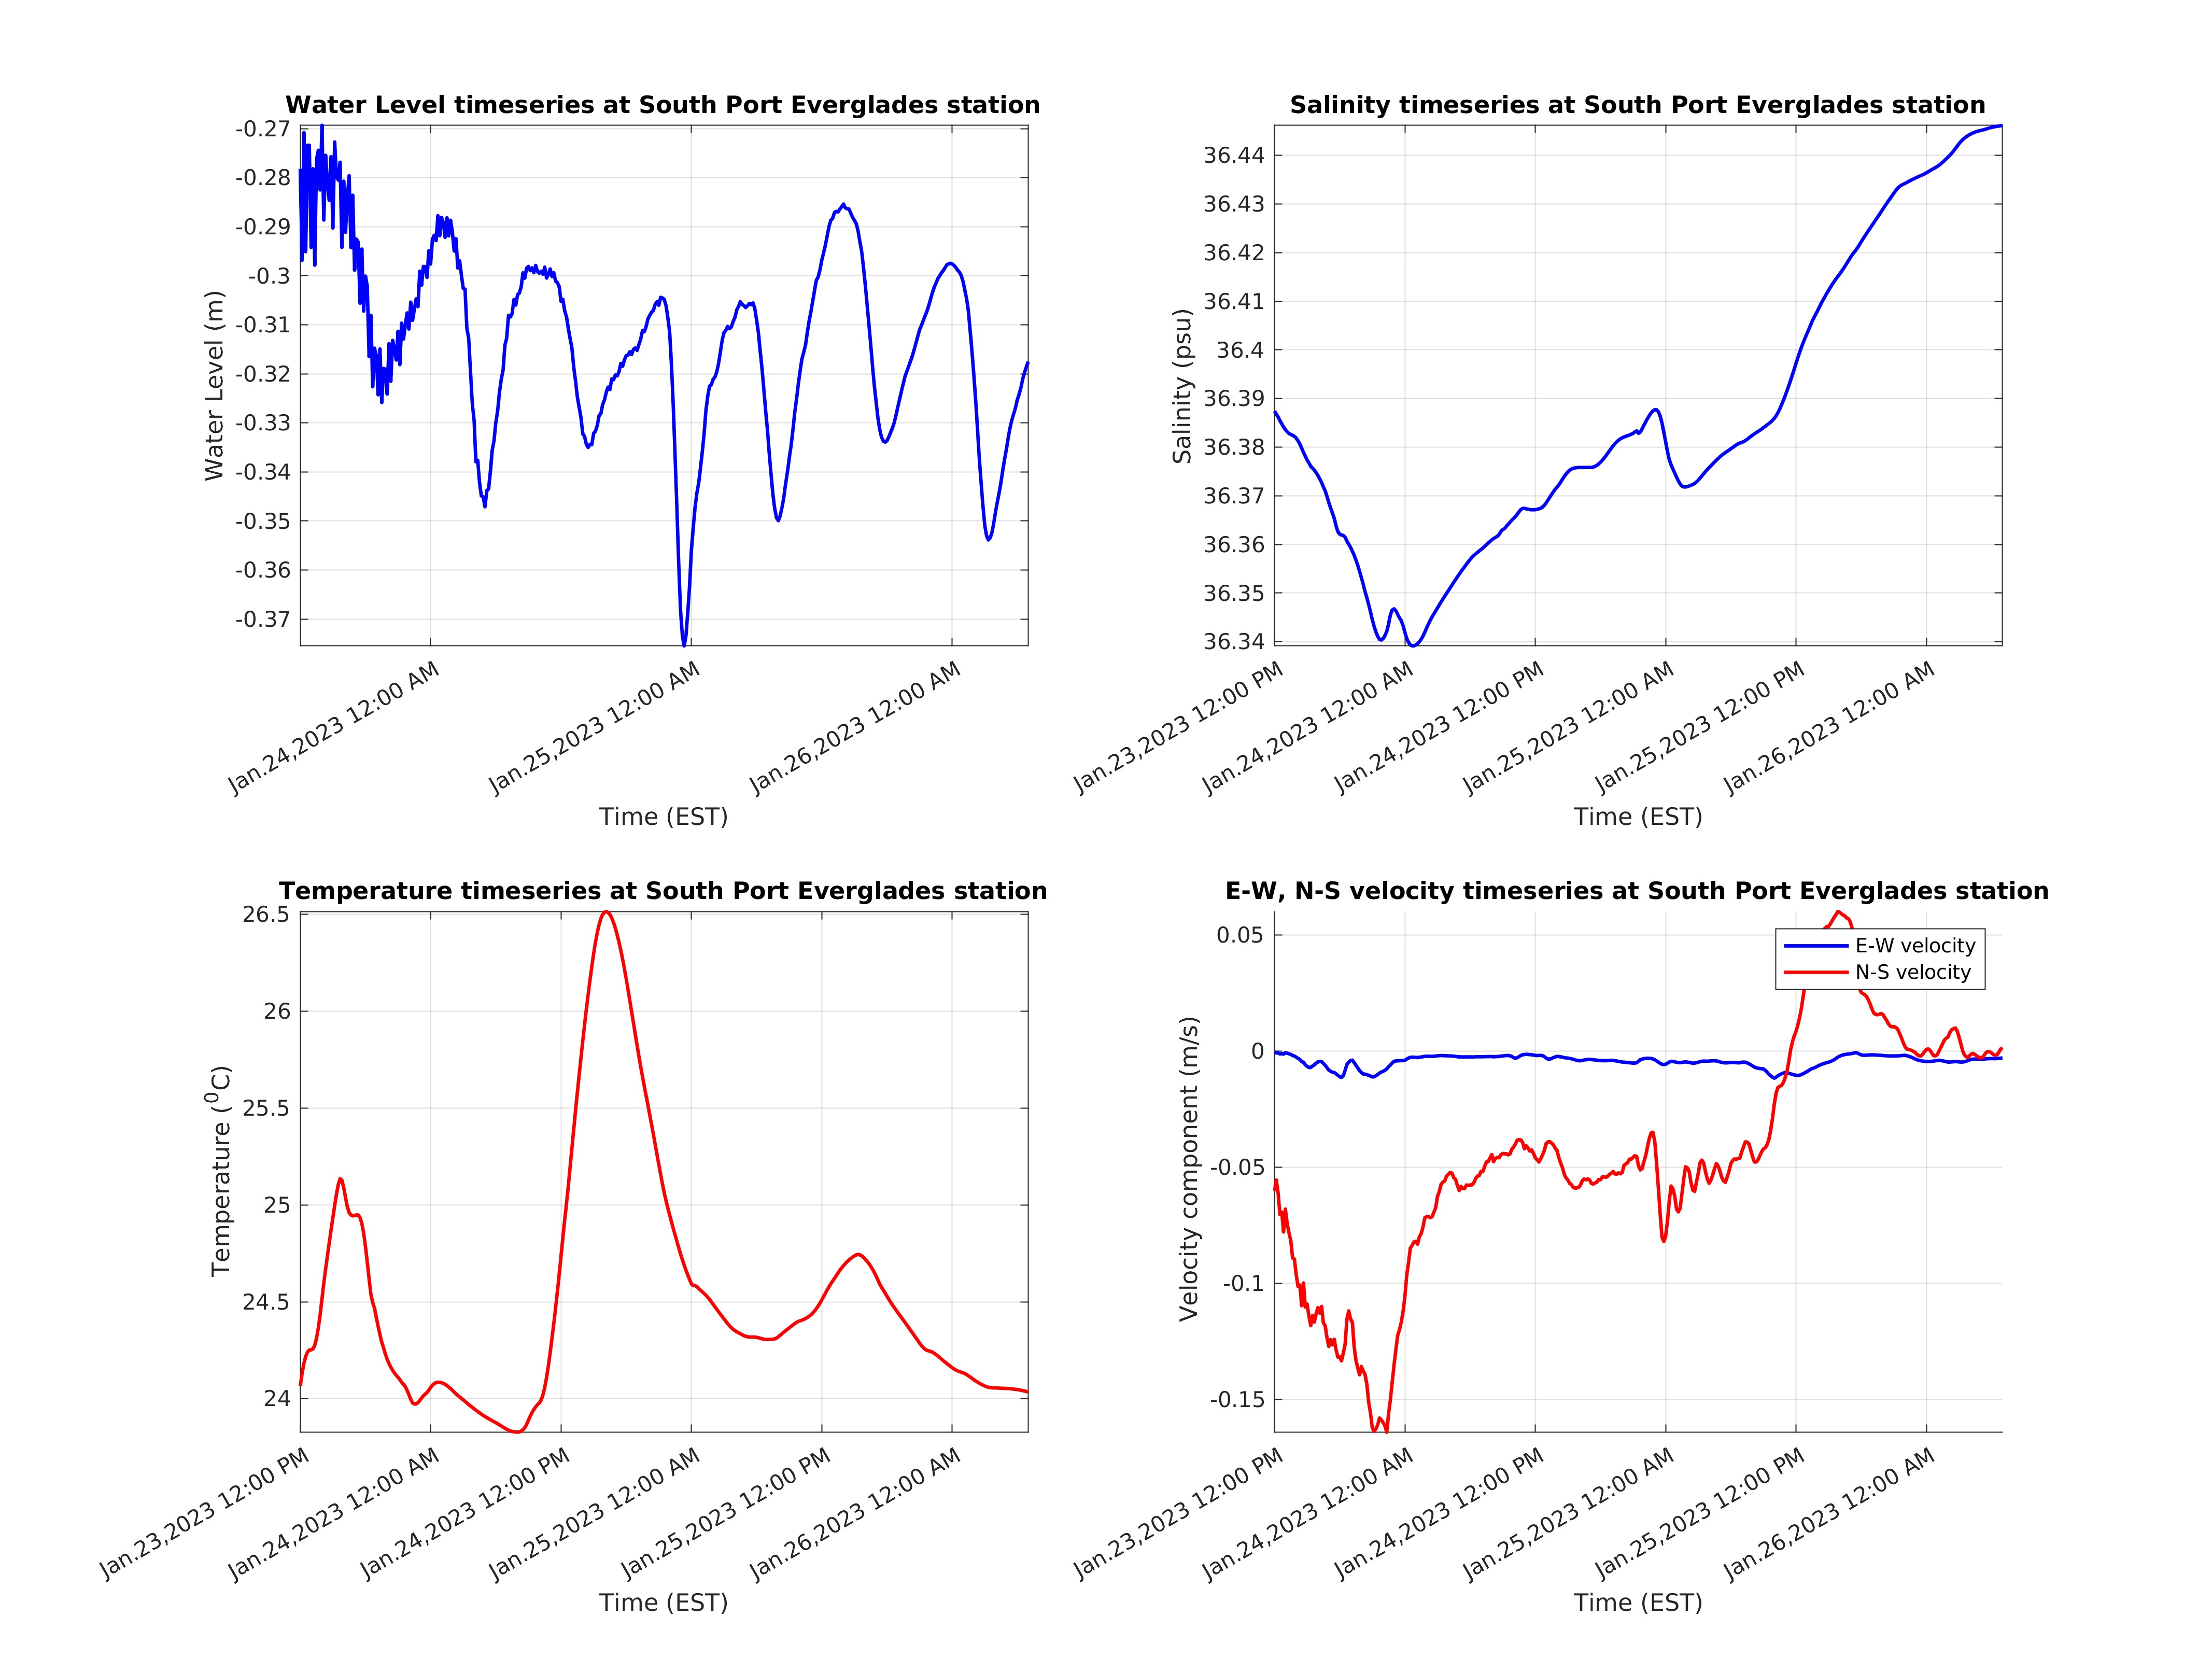 Water Level timeseries at South Port Everglades station
-0.27
-0.28
-0.29
-0.3
-0.31
-0.32
-0.33
-0.34
-0.35
-0.36
-0.37
Water Level (m)
Jan.24,2023 12:00 AM
Jan.25,2023 12:00 AM
Jan.26,2023 12:00 AM
Time (EST)
Salinity timeseries at South Port Everglades station
36.44
36.43
36.42
36.41
36.4
36.39
36.38
36.37
36.36
36.35
36.34
Salinity (psu)
Jan.23,2023 12:00 PM
Jan.24,2023 12:00 AM
Jan.24,2023 12:00 PM
Jan.25,2023 12:00 AM
Jan.25,2023 12:00 PM
Jan.26,2023 12:00 AM
Time (EST)
Temperature timeseries at South Port Everglades station
26.5
26
25.5
25
24.5
24
Temperature (⁰C)
Jan.23,2023 12:00 PM
Jan.24,2023 12:00 AM
Jan.24,2023 12:00 PM
Jan.25,2023 12:00 AM
Jan.25,2023 12:00 PM
Jan.26,2023 12:00 AM
Time (EST)
E-W, N-S velocity timeseries at South Port Everglades station
0.05
0
-0.05
-0.1
-0.15
Velocity component (m/s)
E-W velocity
N-S velocity
Jan.23,2023 12:00 PM
Jan.24,2023 12:00 AM
Jan.24,2023 12:00 PM
Jan.25,2023 12:00 AM
Jan.25,2023 12:00 PM
Jan.26,2023 12:00 AM
Time (EST)